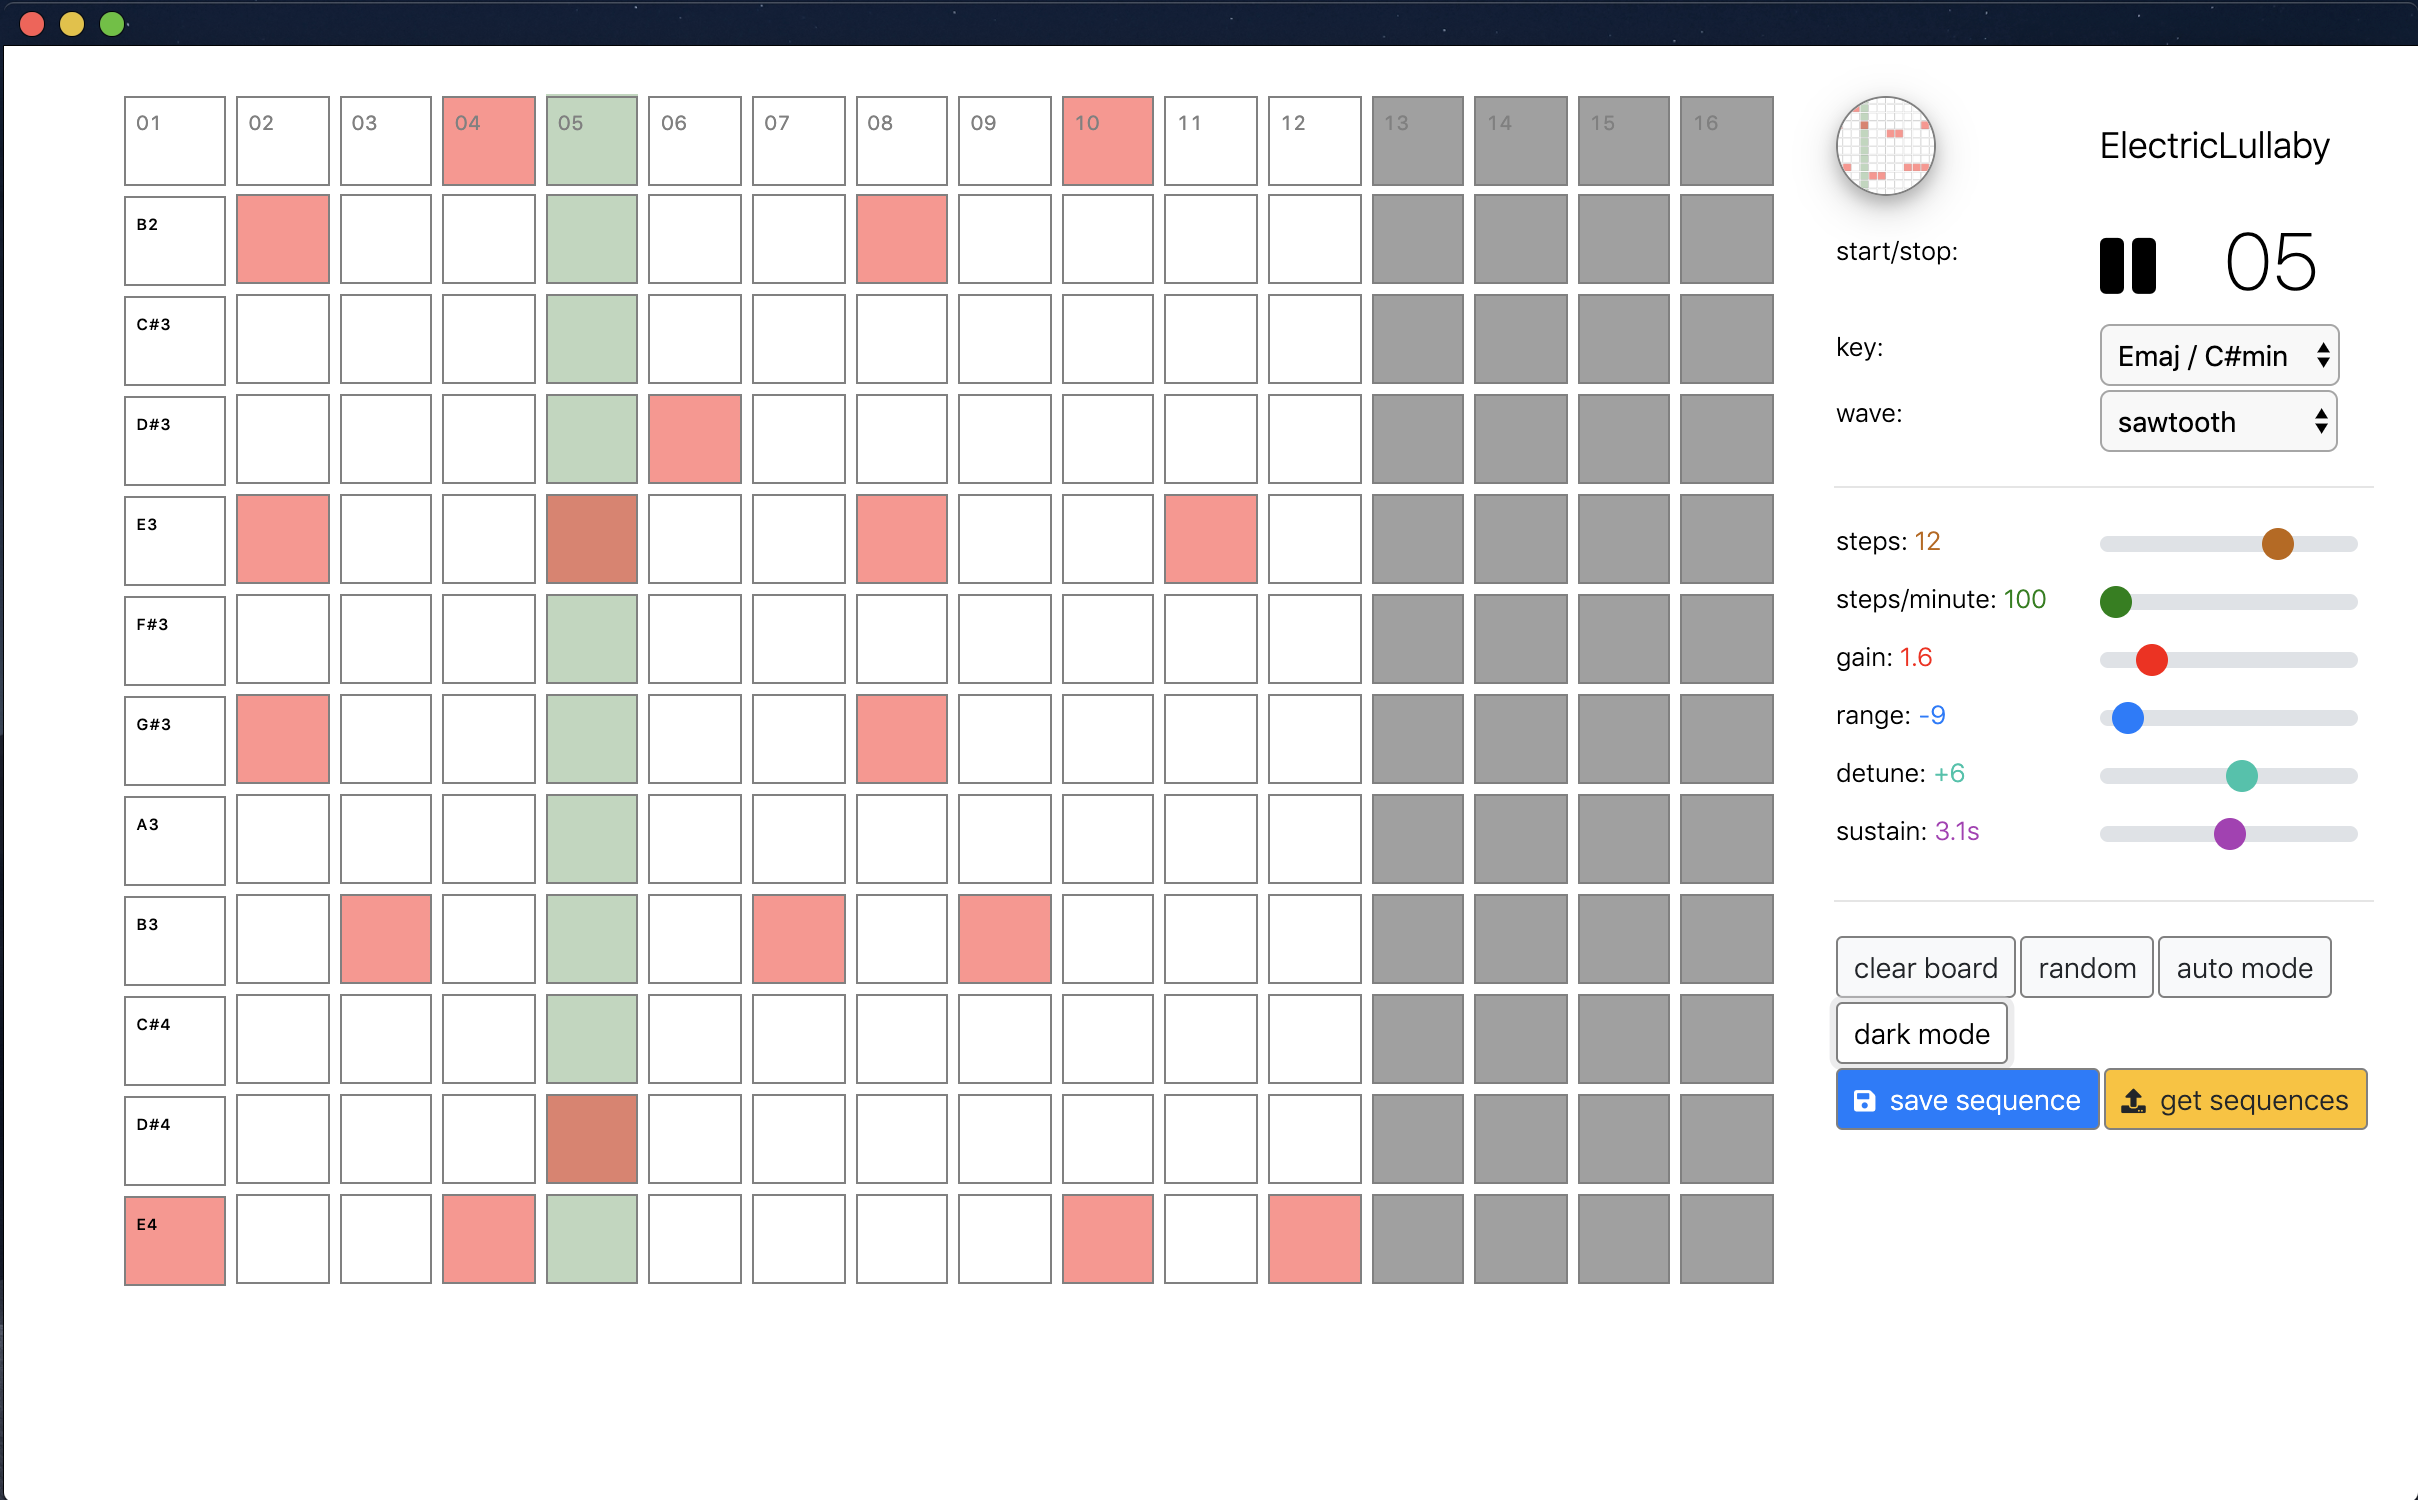 01 02 03 04 05 06 07 08 09 10 11 12 13 14 15 16
B2
C#3
D#3
E3
F#3
G#3
A3
B3
C#4
D#4
E4
ElectricLullaby
start/stop: 05
key: Emaj / C#min
wave: sawtooth
steps: 12
steps/minute: 100
gain: 1.6
range: -9
detune: +6
sustain: 3.1s
clear board random auto mode
dark mode
save sequence get sequences